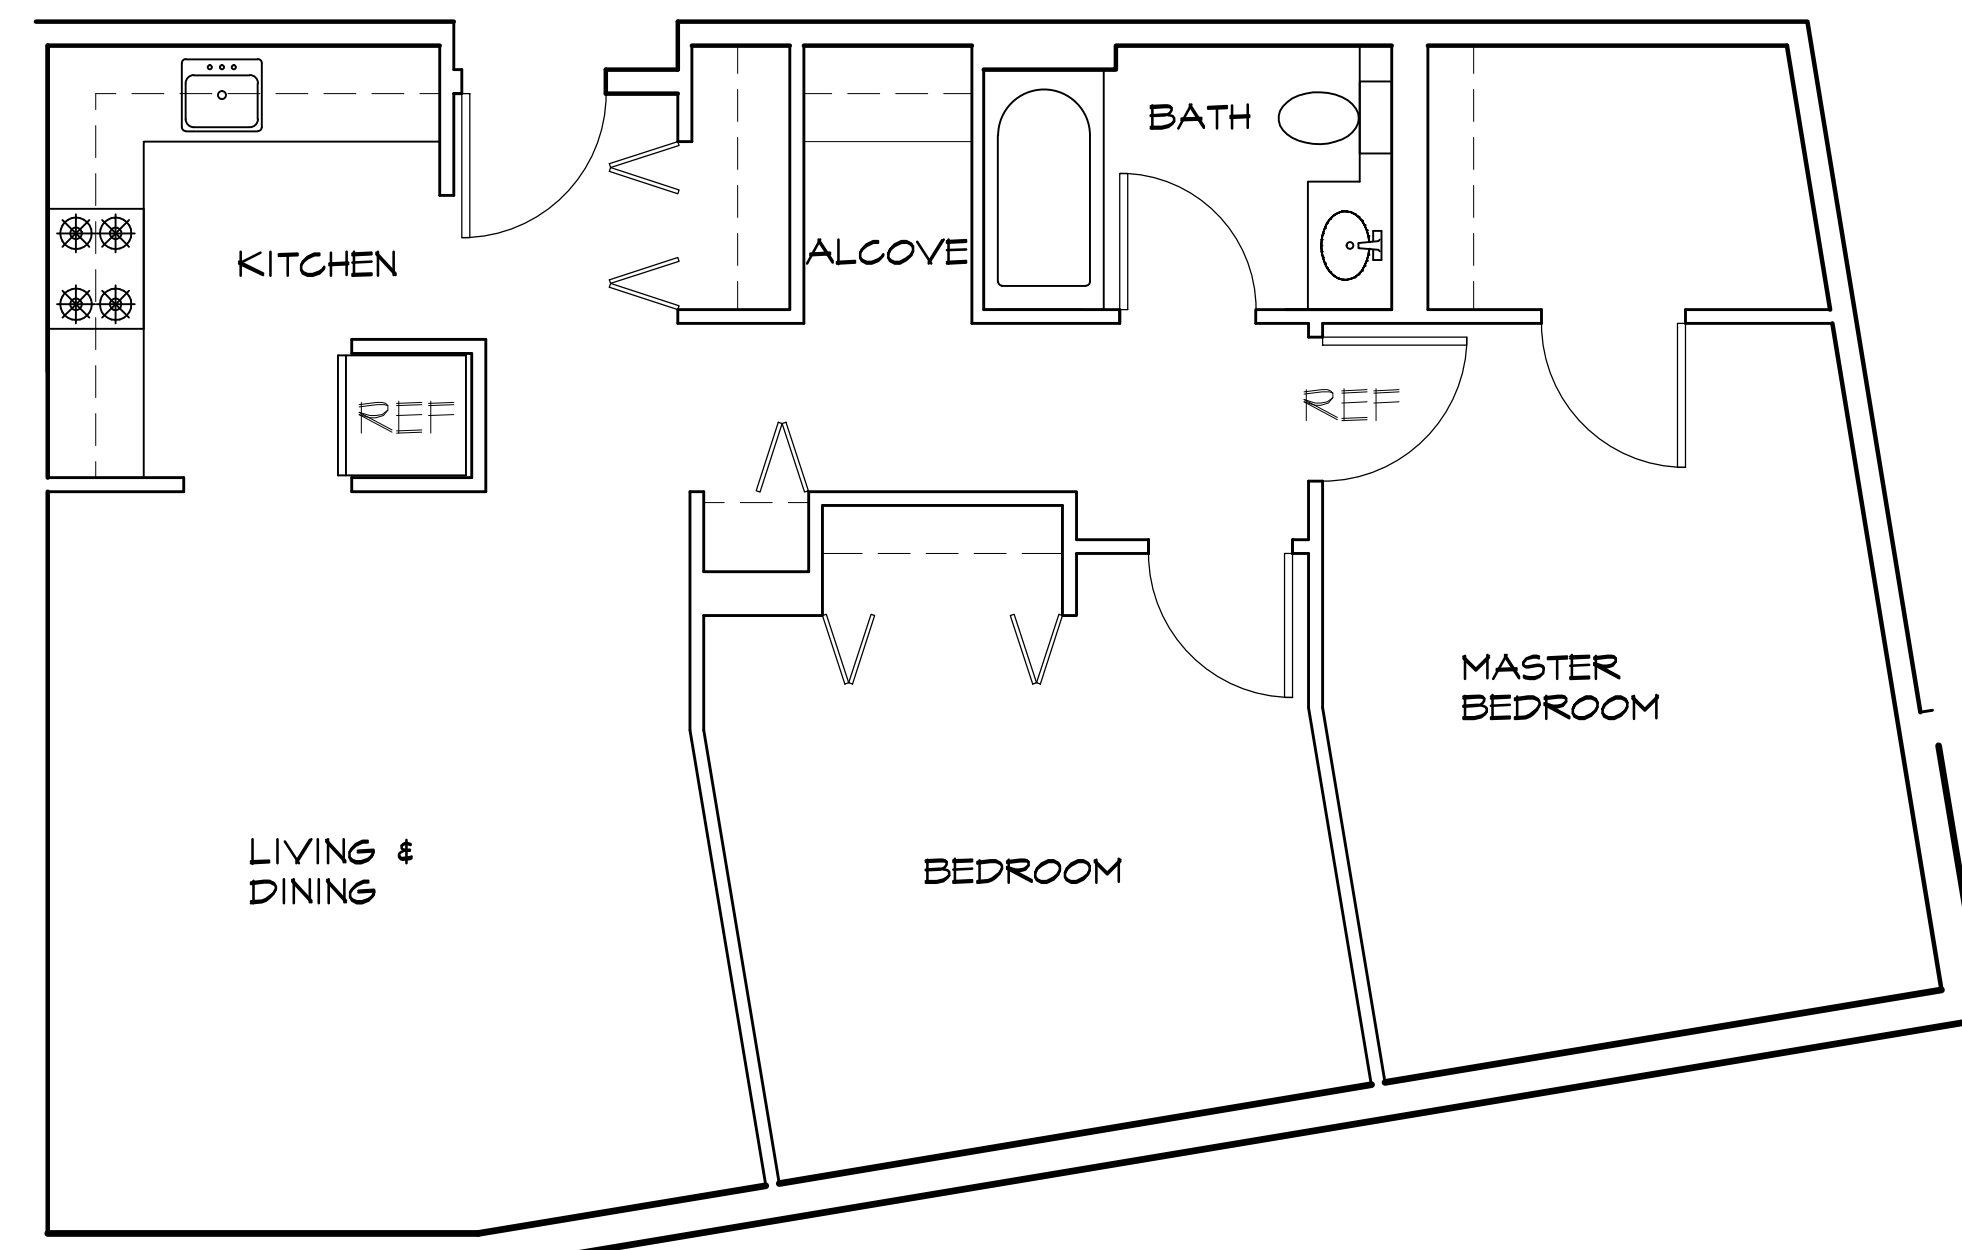 BATH
ALCOVE
KITCHEN
REF
REF
MASTER
BEDROOM
LIVING &
DINING
BEDROOM